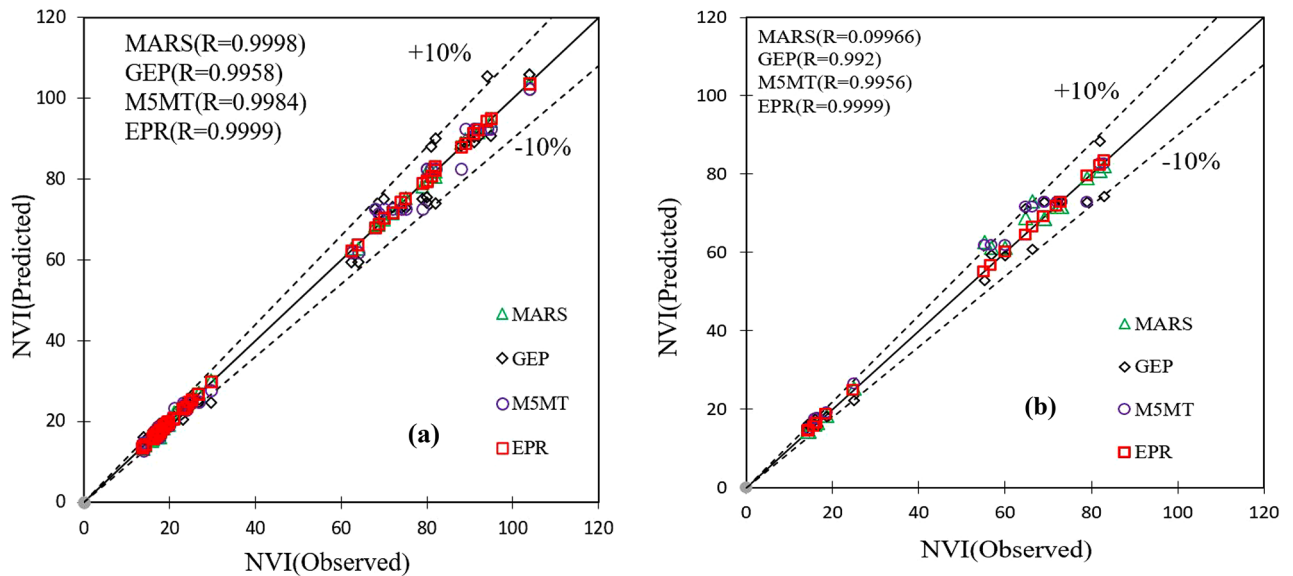 120
100
80
60
40
20
0
0
20
40
60
80
100
120
NVI(Predicted)
NVI(Observed)
MARS(R=0.9998)
GEP(R=0.9958)
M5MT(R=0.9984)
EPR(R=0.9999)
+10%
-10%
MARS
GEP
M5MT
EPR
(a)
120
100
80
60
40
20
0
0
20
40
60
80
100
120
NVI(Predicted)
NVI(Observed)
MARS(R=0.09966)
GEP(R=0.992)
M5MT(R=0.9956)
EPR(R=0.9999)
+10%
-10%
MARS
GEP
M5MT
EPR
(b)